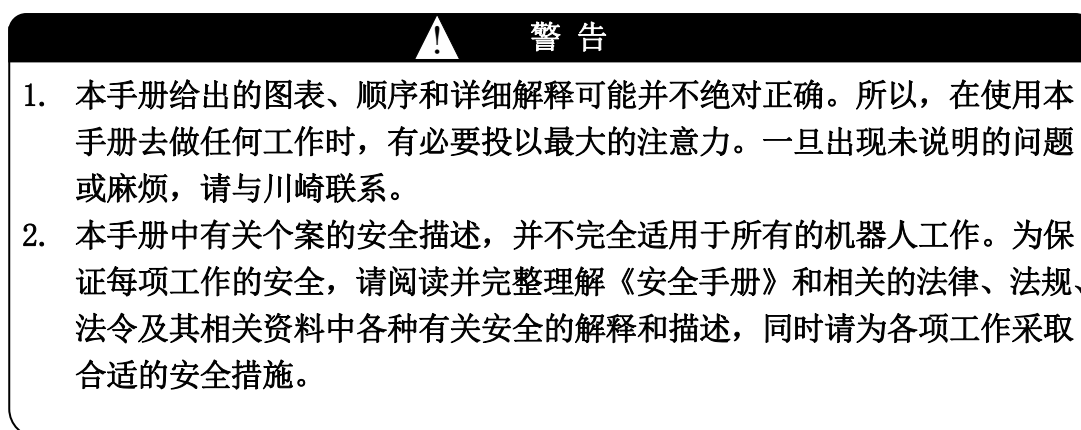 ! 警 告
1. 本手册给出的图表、顺序和详细解释可能并不绝对正确。所以，在使用本
手册去做任何工作时，有必要投以最大的注意力。一旦出现未说明的问题
或麻烦，请与川崎联系。
2. 本手册中有关个案的安全描述，并不完全适用于所有的机器人工作。为保
证每项工作的安全，请阅读并完整理解《安全手册》和相关的法律、法规、
法令及其相关资料中各种有关安全的解释和描述，同时请为各项工作采取
合适的安全措施。